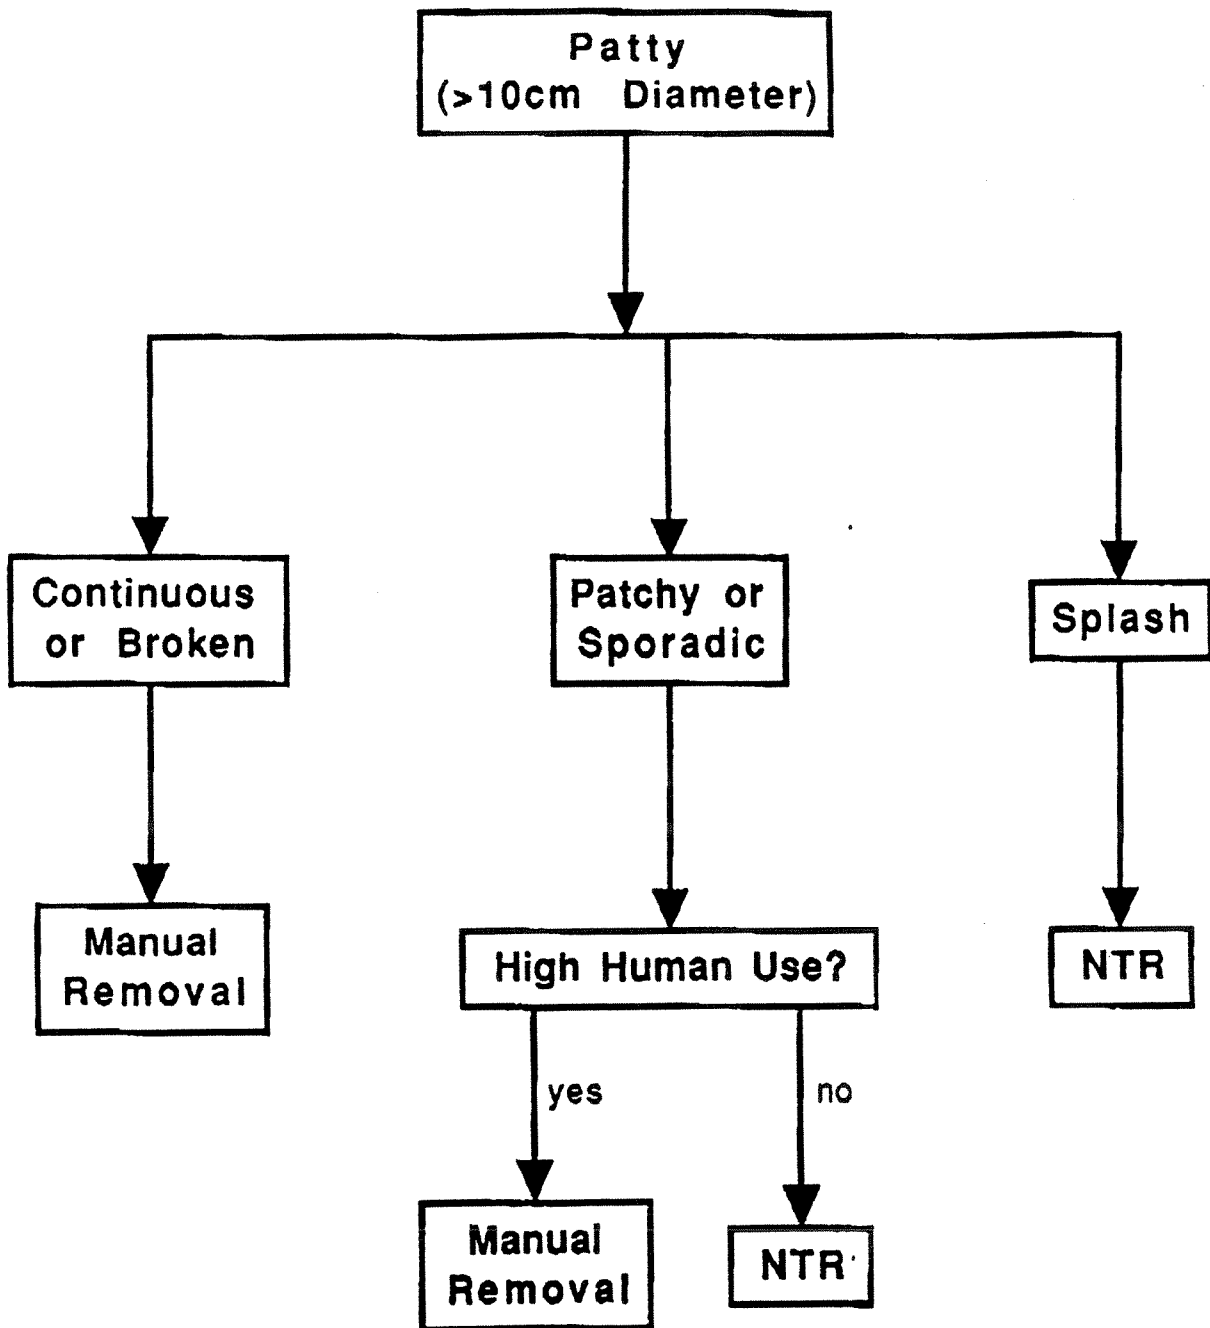 Patty
(>10cm Diameter)
Continuous
or Broken
Patchy or
Sporadic
Splash
Manual
Removal
High Human Use?
NTR
yes
no
Manual
Removal
NTR